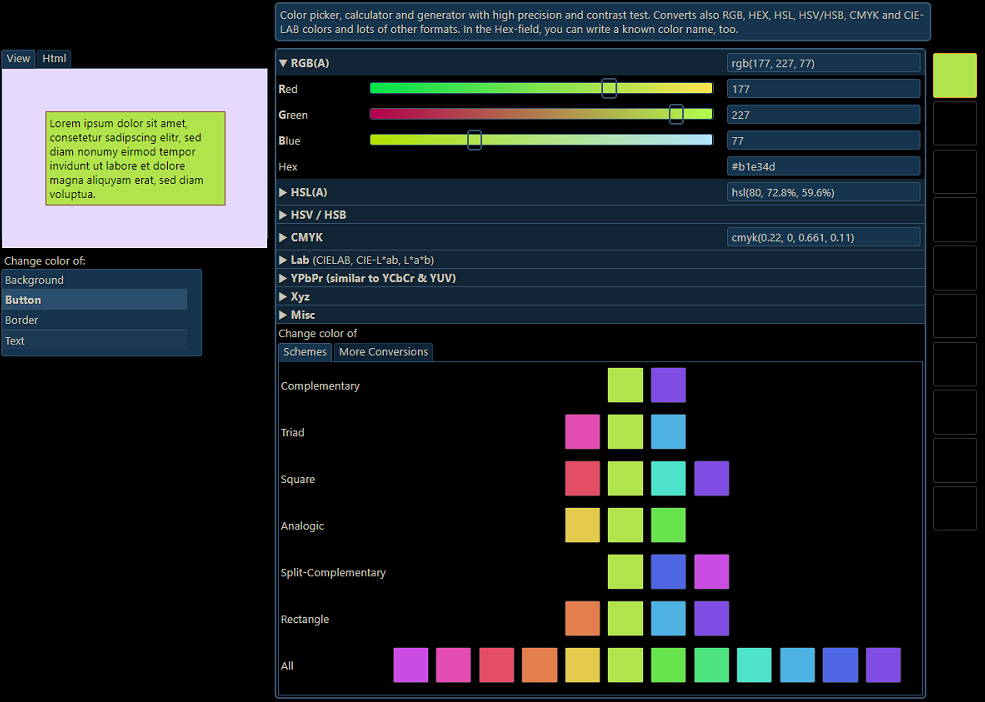 Color picker, calculator and generator with high precision and contrast test. Converts also RGB, HEX, HSL, HSV/HSB, CMYK and CIE-
LAB colors and lots of other formats. In the Hex-field, you can write a known color name, too.
View Html
Lorem ipsum dolor sit amet,
consetetur sadipscing elitr, sed
diam nonumy eirmod tempor
invidunt ut labore et dolore
magna aliquyam erat, sed diam
voluptua.
Change color of:
Background
Button
Border
Text
RGB(A) rgb(177, 227, 77)
Red 177
Green 227
Blue 77
Hex #b1e34d
HSL(A) hsl(80, 72.8%, 59.6%)
HSV / HSB
CMYK cmyk(0.22, 0, 0.661, 0.11)
Lab (CIELAB, CIE-L*ab, L*a*b)
YPbPr (similar to YCbCr & YUV)
Xyz
Misc
Change color of
Schemes More Conversions
Complementary
Triad
Square
Analogic
Split-Complementary
Rectangle
All